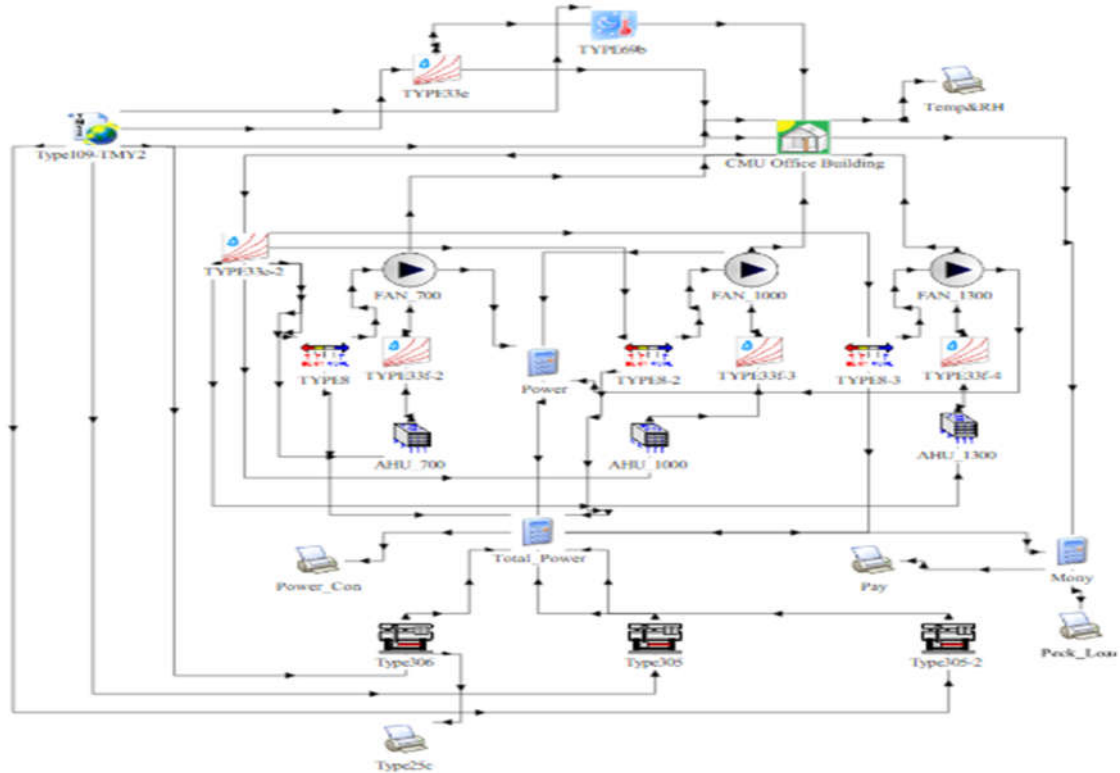 TYPE69b
TYPE33e
Temp&RH
Type109-TMY2
CMU Office Building
TYPE33e-2
FAN_700
FAN_1000
FAN_1300
TYPE8
TYPE33f-2
Power
TYPE8-2
TYPE33f-3
TYPE8-3
TYPE33f-4
AHU_700
AHU_1000
AHU_1300
Total_Power
Power_Con
Pay
Mony
Type306
Type305
Type305-2
Peck_Loau
Type25c